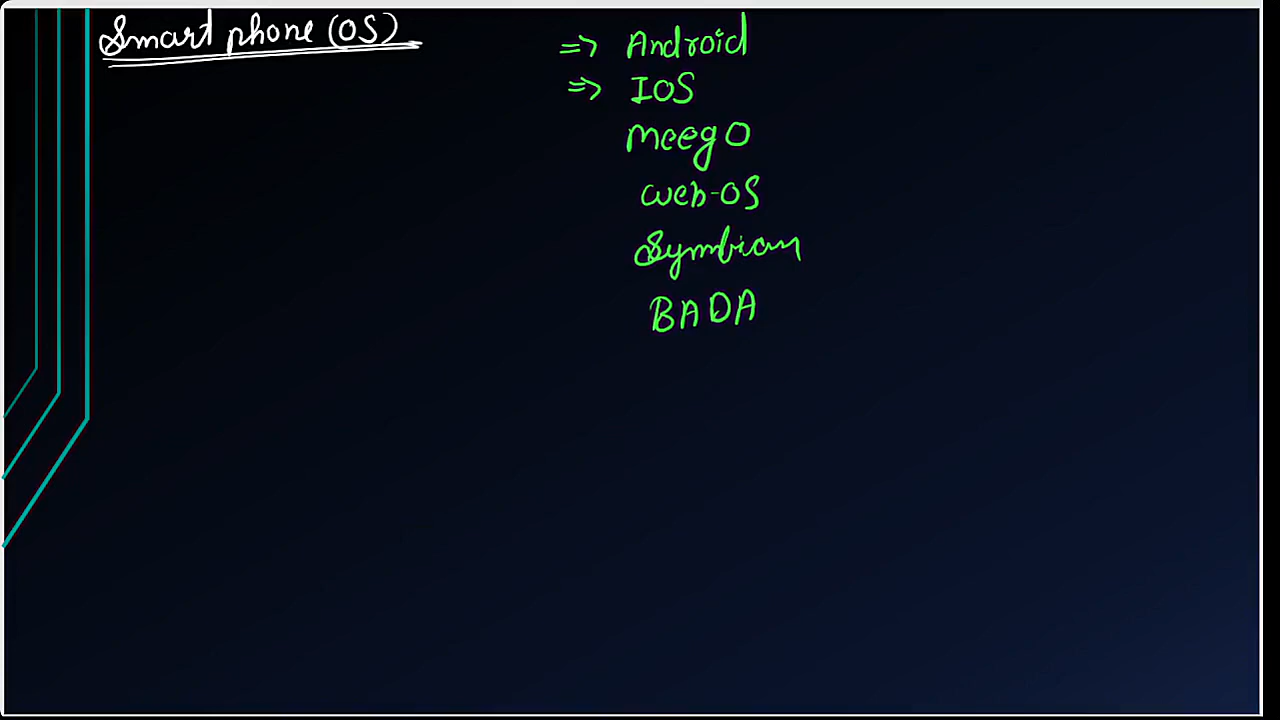 Smart phone (OS)
=> Android
=> IOS
MeegO
Web-OS
Symbian
BADA